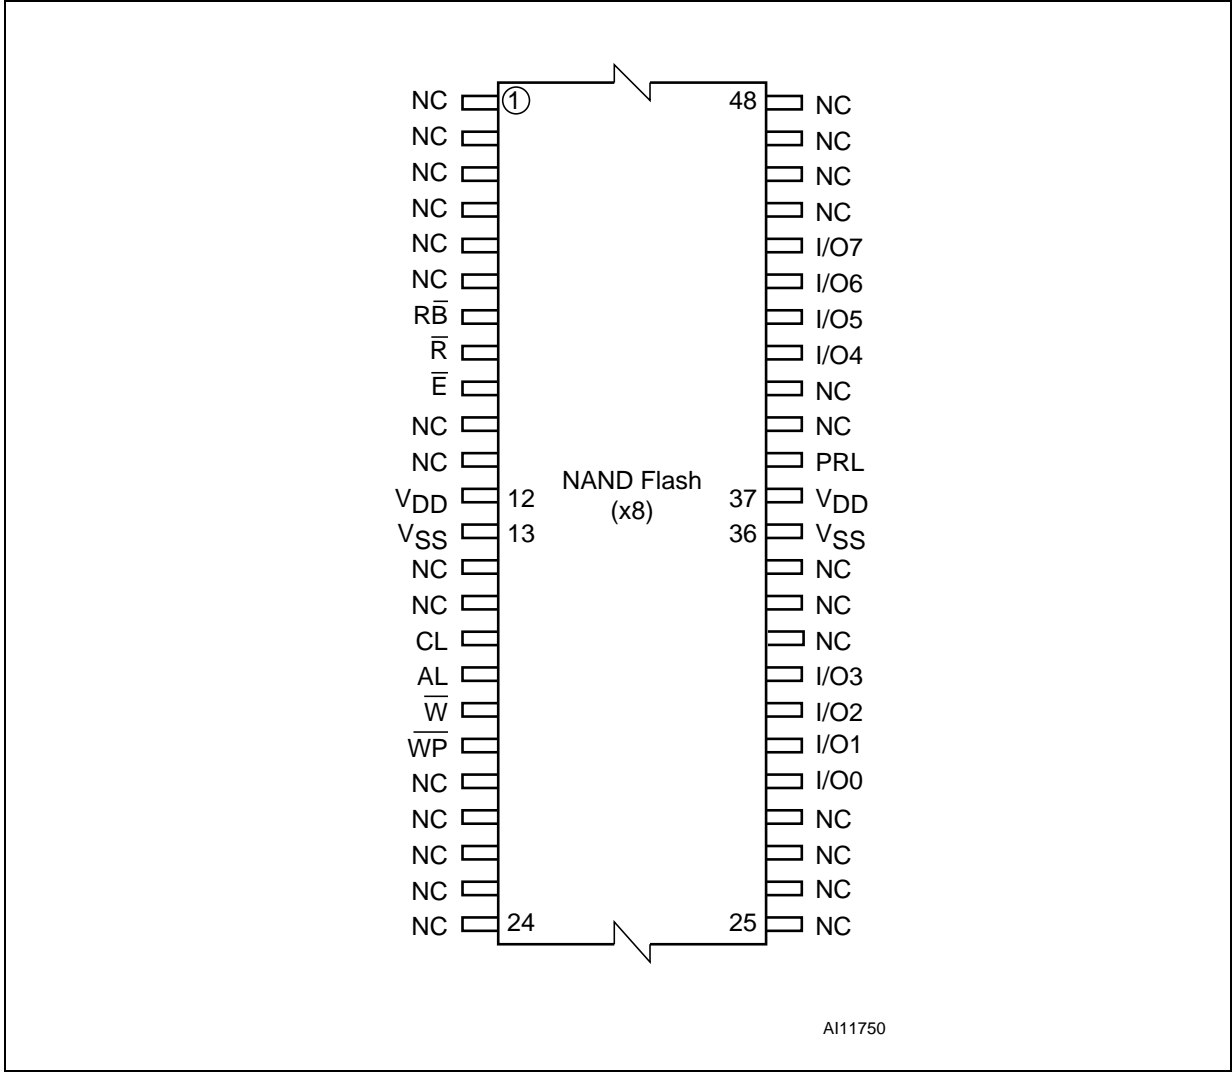 NC 1 48 NC
NC NC
NC NC
NC NC
NC I/O7
NC I/O6
RB̅ I/O5
R̅ I/O4
E̅ NC
NC NC
NC PRL
NAND Flash
(x8)
VDD 12 37 VDD
VSS 13 36 VSS
NC NC
NC NC
CL NC
AL I/O3
W̅ I/O2
W̅P̅ I/O1
NC I/O0
NC NC
NC NC
NC NC
NC 24 25 NC
AI11750